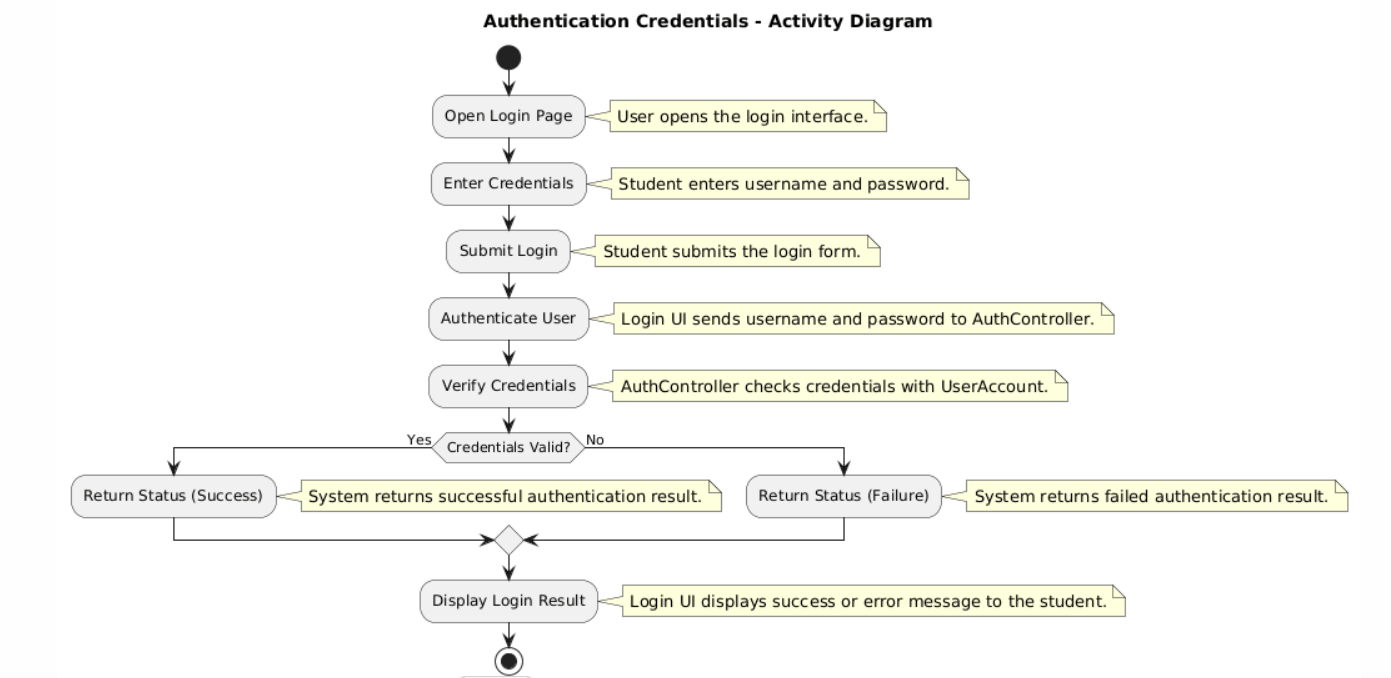 Authentication Credentials - Activity Diagram
Open Login Page
User opens the login interface.
Enter Credentials
Student enters username and password.
Submit Login
Student submits the login form.
Authenticate User
Login UI sends username and password to AuthController.
Verify Credentials
AuthController checks credentials with UserAccount.
Yes
Credentials Valid?
No
Return Status (Success)
System returns successful authentication result.
Return Status (Failure)
System returns failed authentication result.
Display Login Result
Login UI displays success or error message to the student.